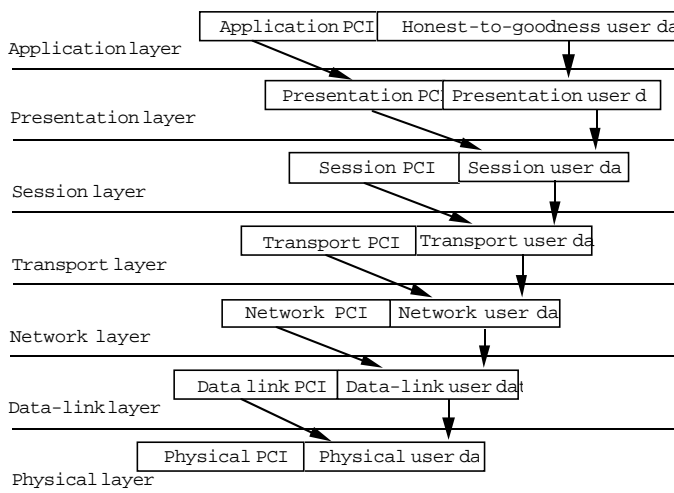 Application PCI Honest-to-goodness user da
Application layer
Presentation PCI Presentation user d
Presentation layer
Session PCI Session user da
Session layer
Transport PCI Transport user da
Transport layer
Network PCI Network user da
Network layer
Data link PCI Data-link user dat
Data-link layer
Physical PCI Physical user da
Physical layer